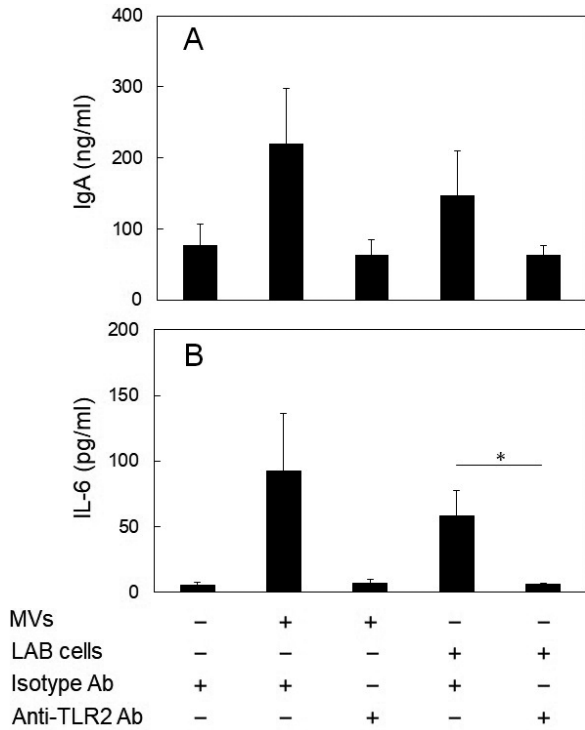 A
IgA (ng/ml)
400
300
200
100
0
B
IL-6 (pg/ml)
200
150
100
50
0
*
MVs – + + – –
LAB cells – – – + +
Isotype Ab + + – + –
Anti-TLR2 Ab – – + – +